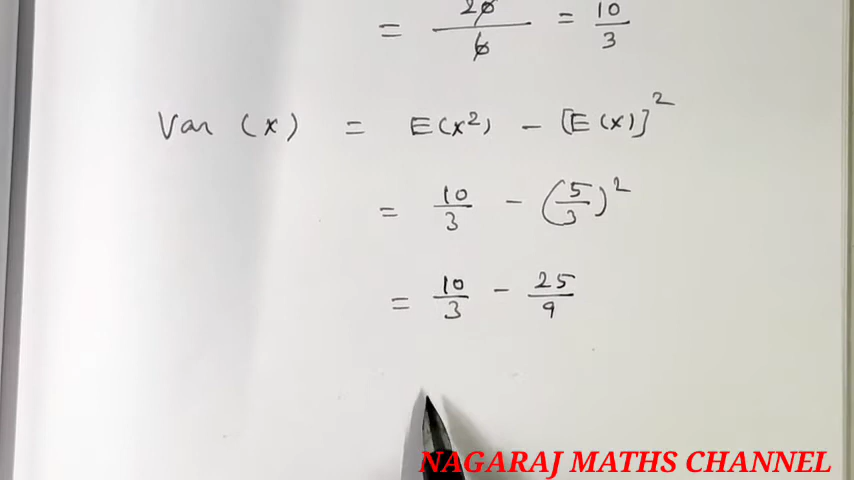 = 20/6 = 10/3
Var (x) = E(x²) - [E(x)]²
= 10/3 - (5/3)²
= 10/3 - 25/9
NAGARAJ MATHS CHANNEL